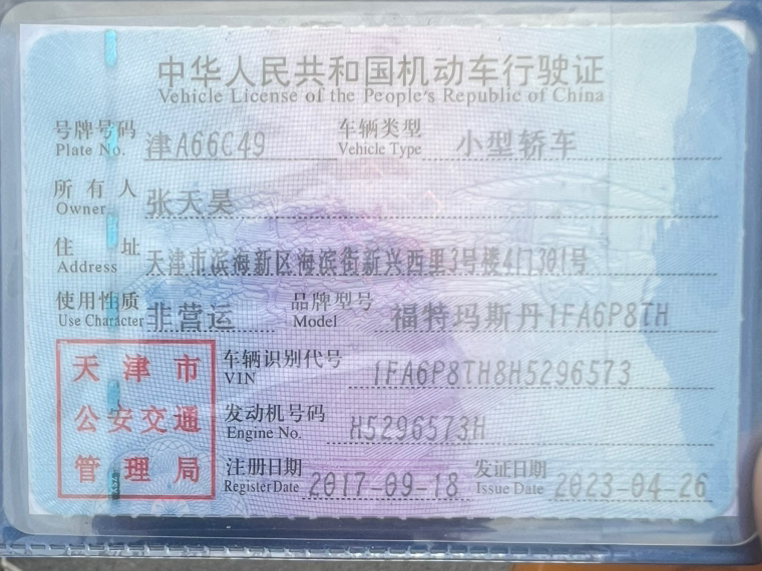 中华人民共和国机动车行驶证
Vehicle License of the People's Republic of China
号牌号码 津A66C49 车辆类型 小型轿车
Plate No. Vehicle Type
所有人 张天昊
Owner
住址 天津市滨海新区海滨街新兴西里3号楼4门301号
Address
使用性质 非营运 品牌型号 福特玛斯丹1FA6P8TH
Use Character Model
天津市
公安交通
管理局
车辆识别代号 1FA6P8TH8H5296573
VIN
发动机号码 H5296573H
Engine No.
注册日期 2017-09-18 发证日期 2023-04-26
Register Date Issue Date